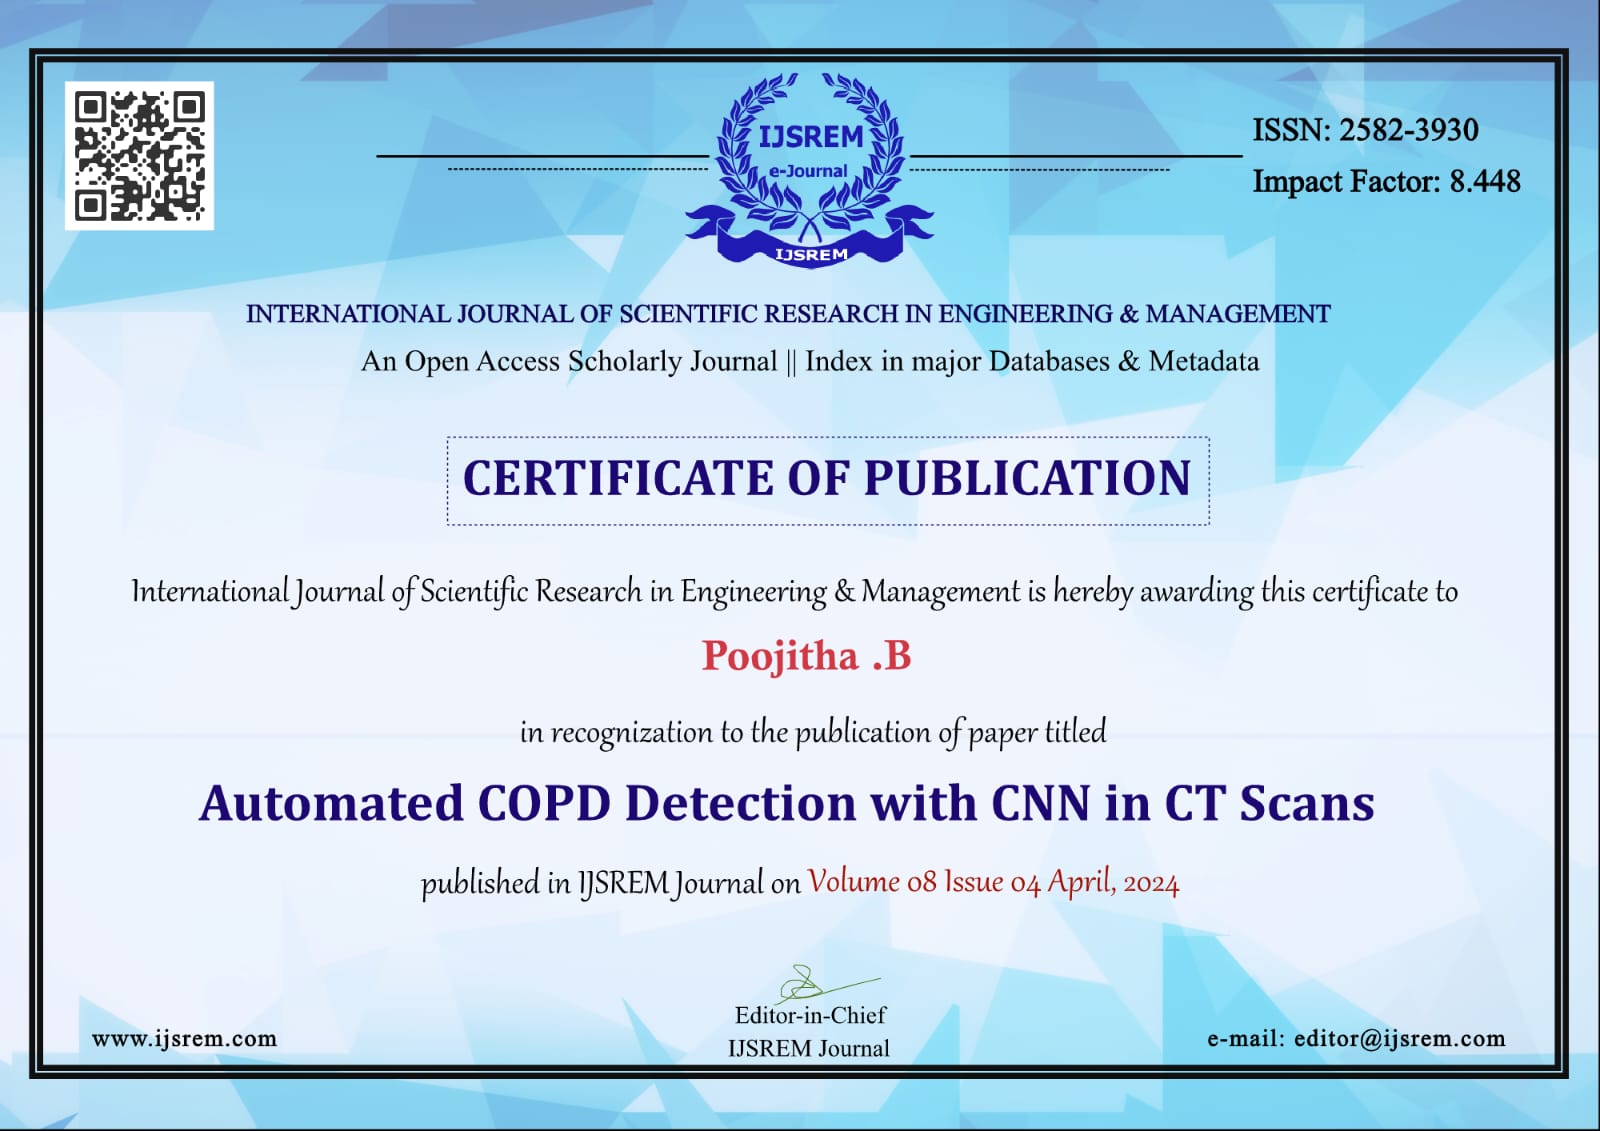 IJSREM
e-Journal
IJSREM
ISSN: 2582-3930
Impact Factor: 8.448
INTERNATIONAL JOURNAL OF SCIENTIFIC RESEARCH IN ENGINEERING & MANAGEMENT
An Open Access Scholarly Journal || Index in major Databases & Metadata
CERTIFICATE OF PUBLICATION
International Journal of Scientific Research in Engineering & Management is hereby awarding this certificate to
Poojitha .B
in recognization to the publication of paper titled
Automated COPD Detection with CNN in CT Scans
published in IJSREM Journal on Volume 08 Issue 04 April, 2024
Editor-in-Chief
IJSREM Journal
www.ijsrem.com
e-mail: editor@ijsrem.com